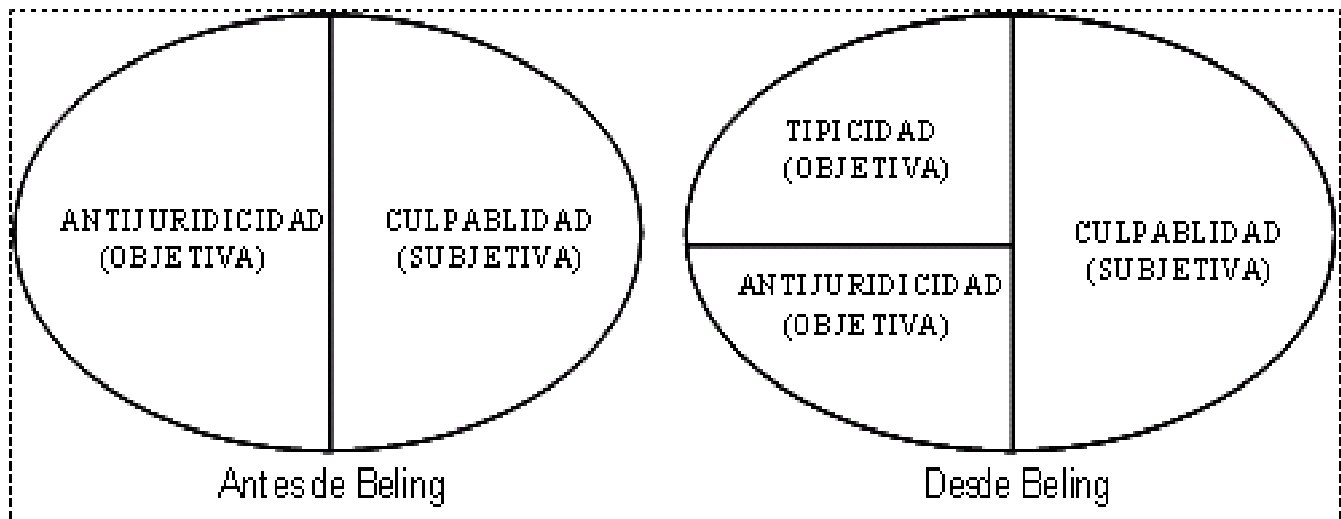 ANTIJURIDICIDAD
(OBJETIVA)
CULPABLIDAD
(SUBJETIVA)
Antes de Beling
TIPICIDAD
(OBJETIVA)
ANTIJURIDICIDAD
(OBJETIVA)
CULPABLIDAD
(SUBJETIVA)
Desde Beling